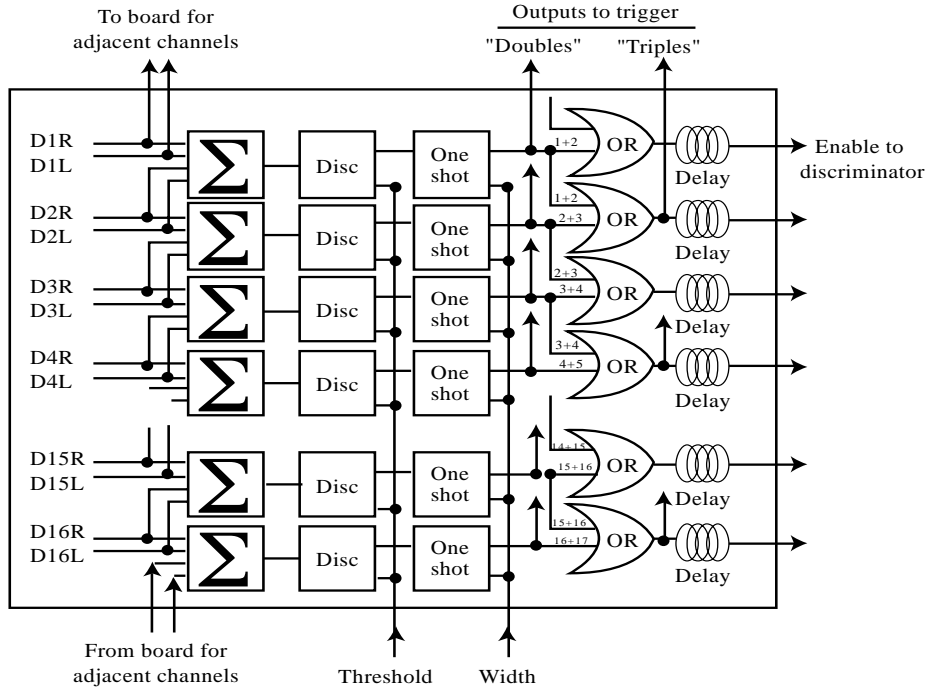 To board for
adjacent channels
Outputs to trigger
"Doubles" "Triples"
D1R
D1L
Σ
Disc
One
shot
1+2
OR
Delay
Enable to
discriminator
D2R
D2L
Σ
Disc
One
shot
1+2
2+3
OR
Delay
D3R
D3L
Σ
Disc
One
shot
2+3
3+4
OR
Delay
D4R
D4L
Σ
Disc
One
shot
3+4
4+5
OR
Delay
D15R
D15L
Σ
Disc
One
shot
14+15
15+16
OR
Delay
D16R
D16L
Σ
Disc
One
shot
15+16
16+17
OR
Delay
From board for
adjacent channels
Threshold
Width